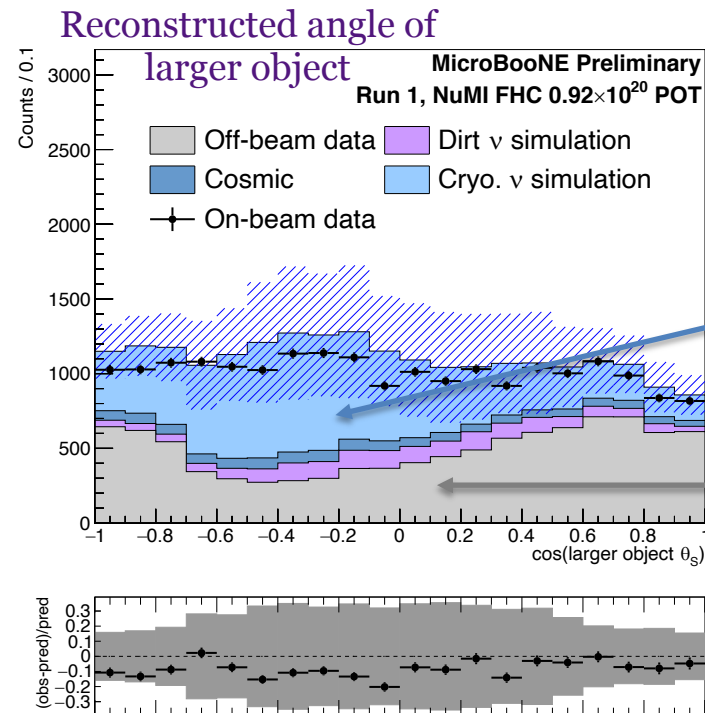 Reconstructed angle of
larger object
MicroBooNE Preliminary
Run 1, NuMI FHC 0.92×10²⁰ POT
Off-beam data
Dirt ν simulation
Cosmic
Cryo. ν simulation
On-beam data
Counts / 0.1
3000
2500
2000
1500
1000
500
0
−1 −0.8 −0.6 −0.4 −0.2 0 0.2 0.4 0.6 0.8 1
cos(larger object θS)
(obs-pred)/pred
0.3
0.2
0.1
0
−0.1
−0.2
−0.3